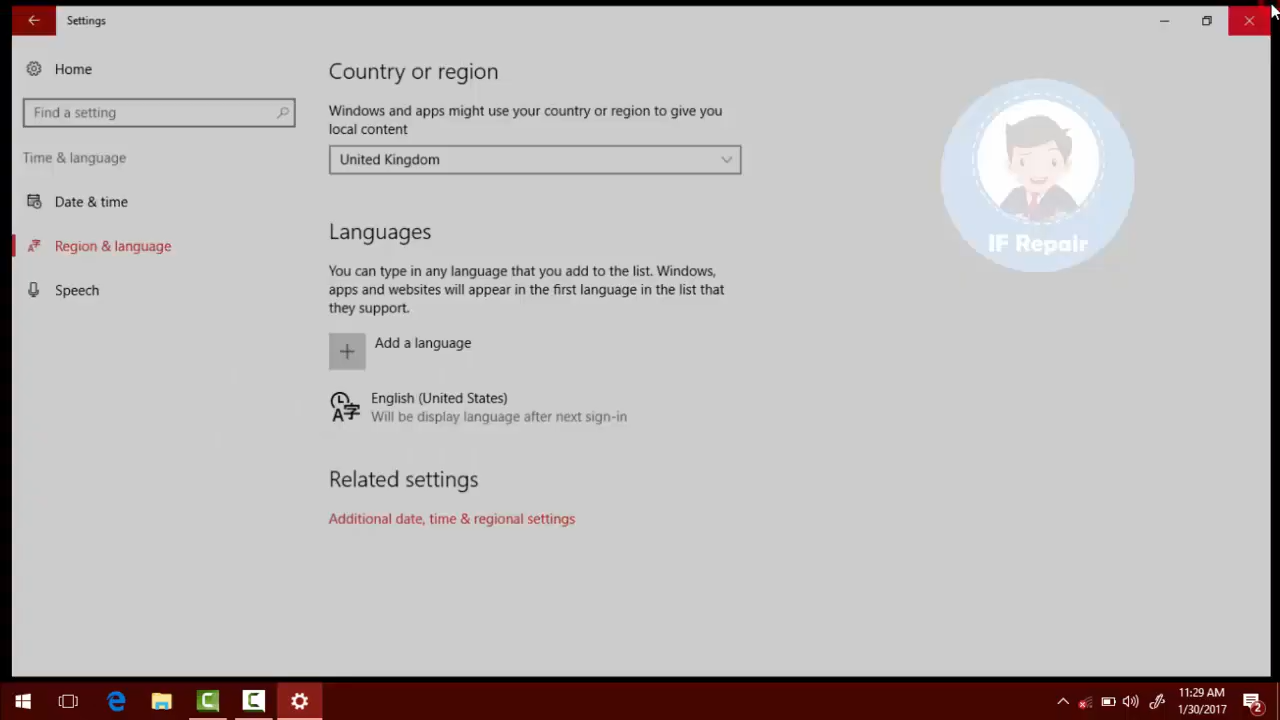 Settings
Home
Find a setting
Time & language
Date & time
Region & language
Speech
Country or region
Windows and apps might use your country or region to give you
local content
United Kingdom
Languages
You can type in any language that you add to the list. Windows,
apps and websites will appear in the first language in the list that
they support.
Add a language
English (United States)
Will be display language after next sign-in
Related settings
Additional date, time & regional settings
IF Repair
11:29 AM
1/30/2017
2